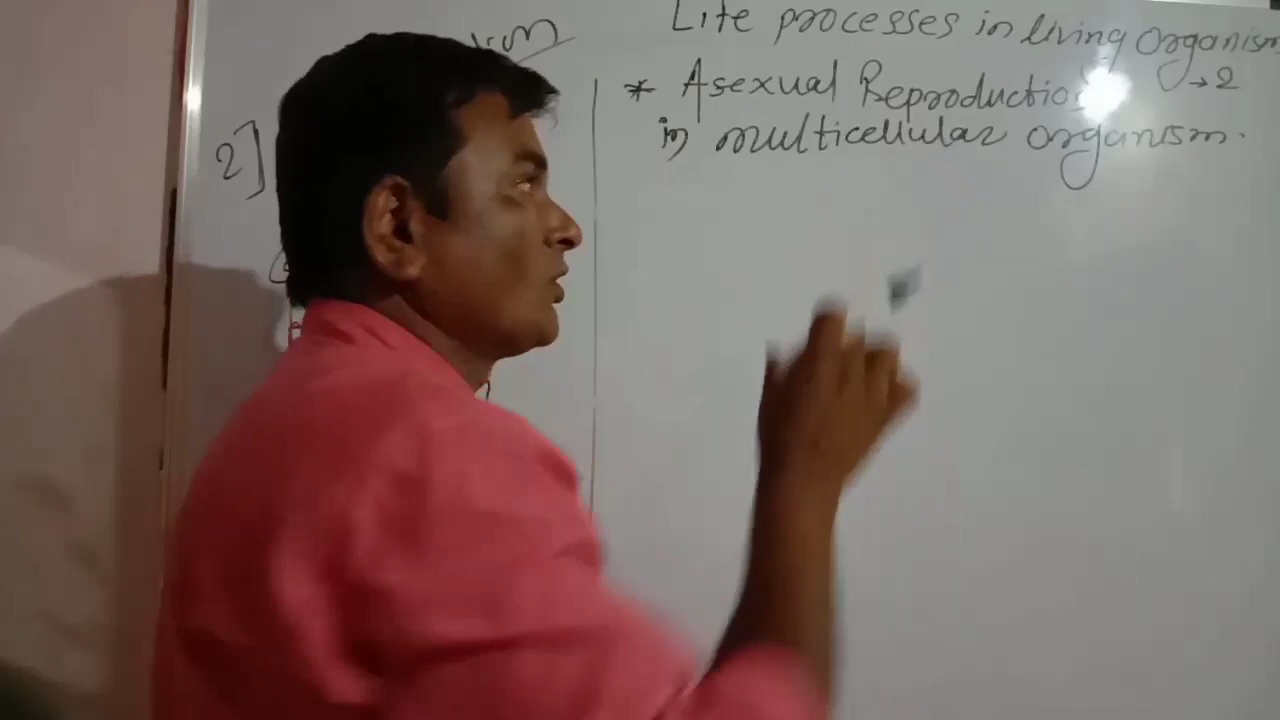 Life processes in living Organism
→ 2
* Asexual Reproduction
in multicellular organism.
2]